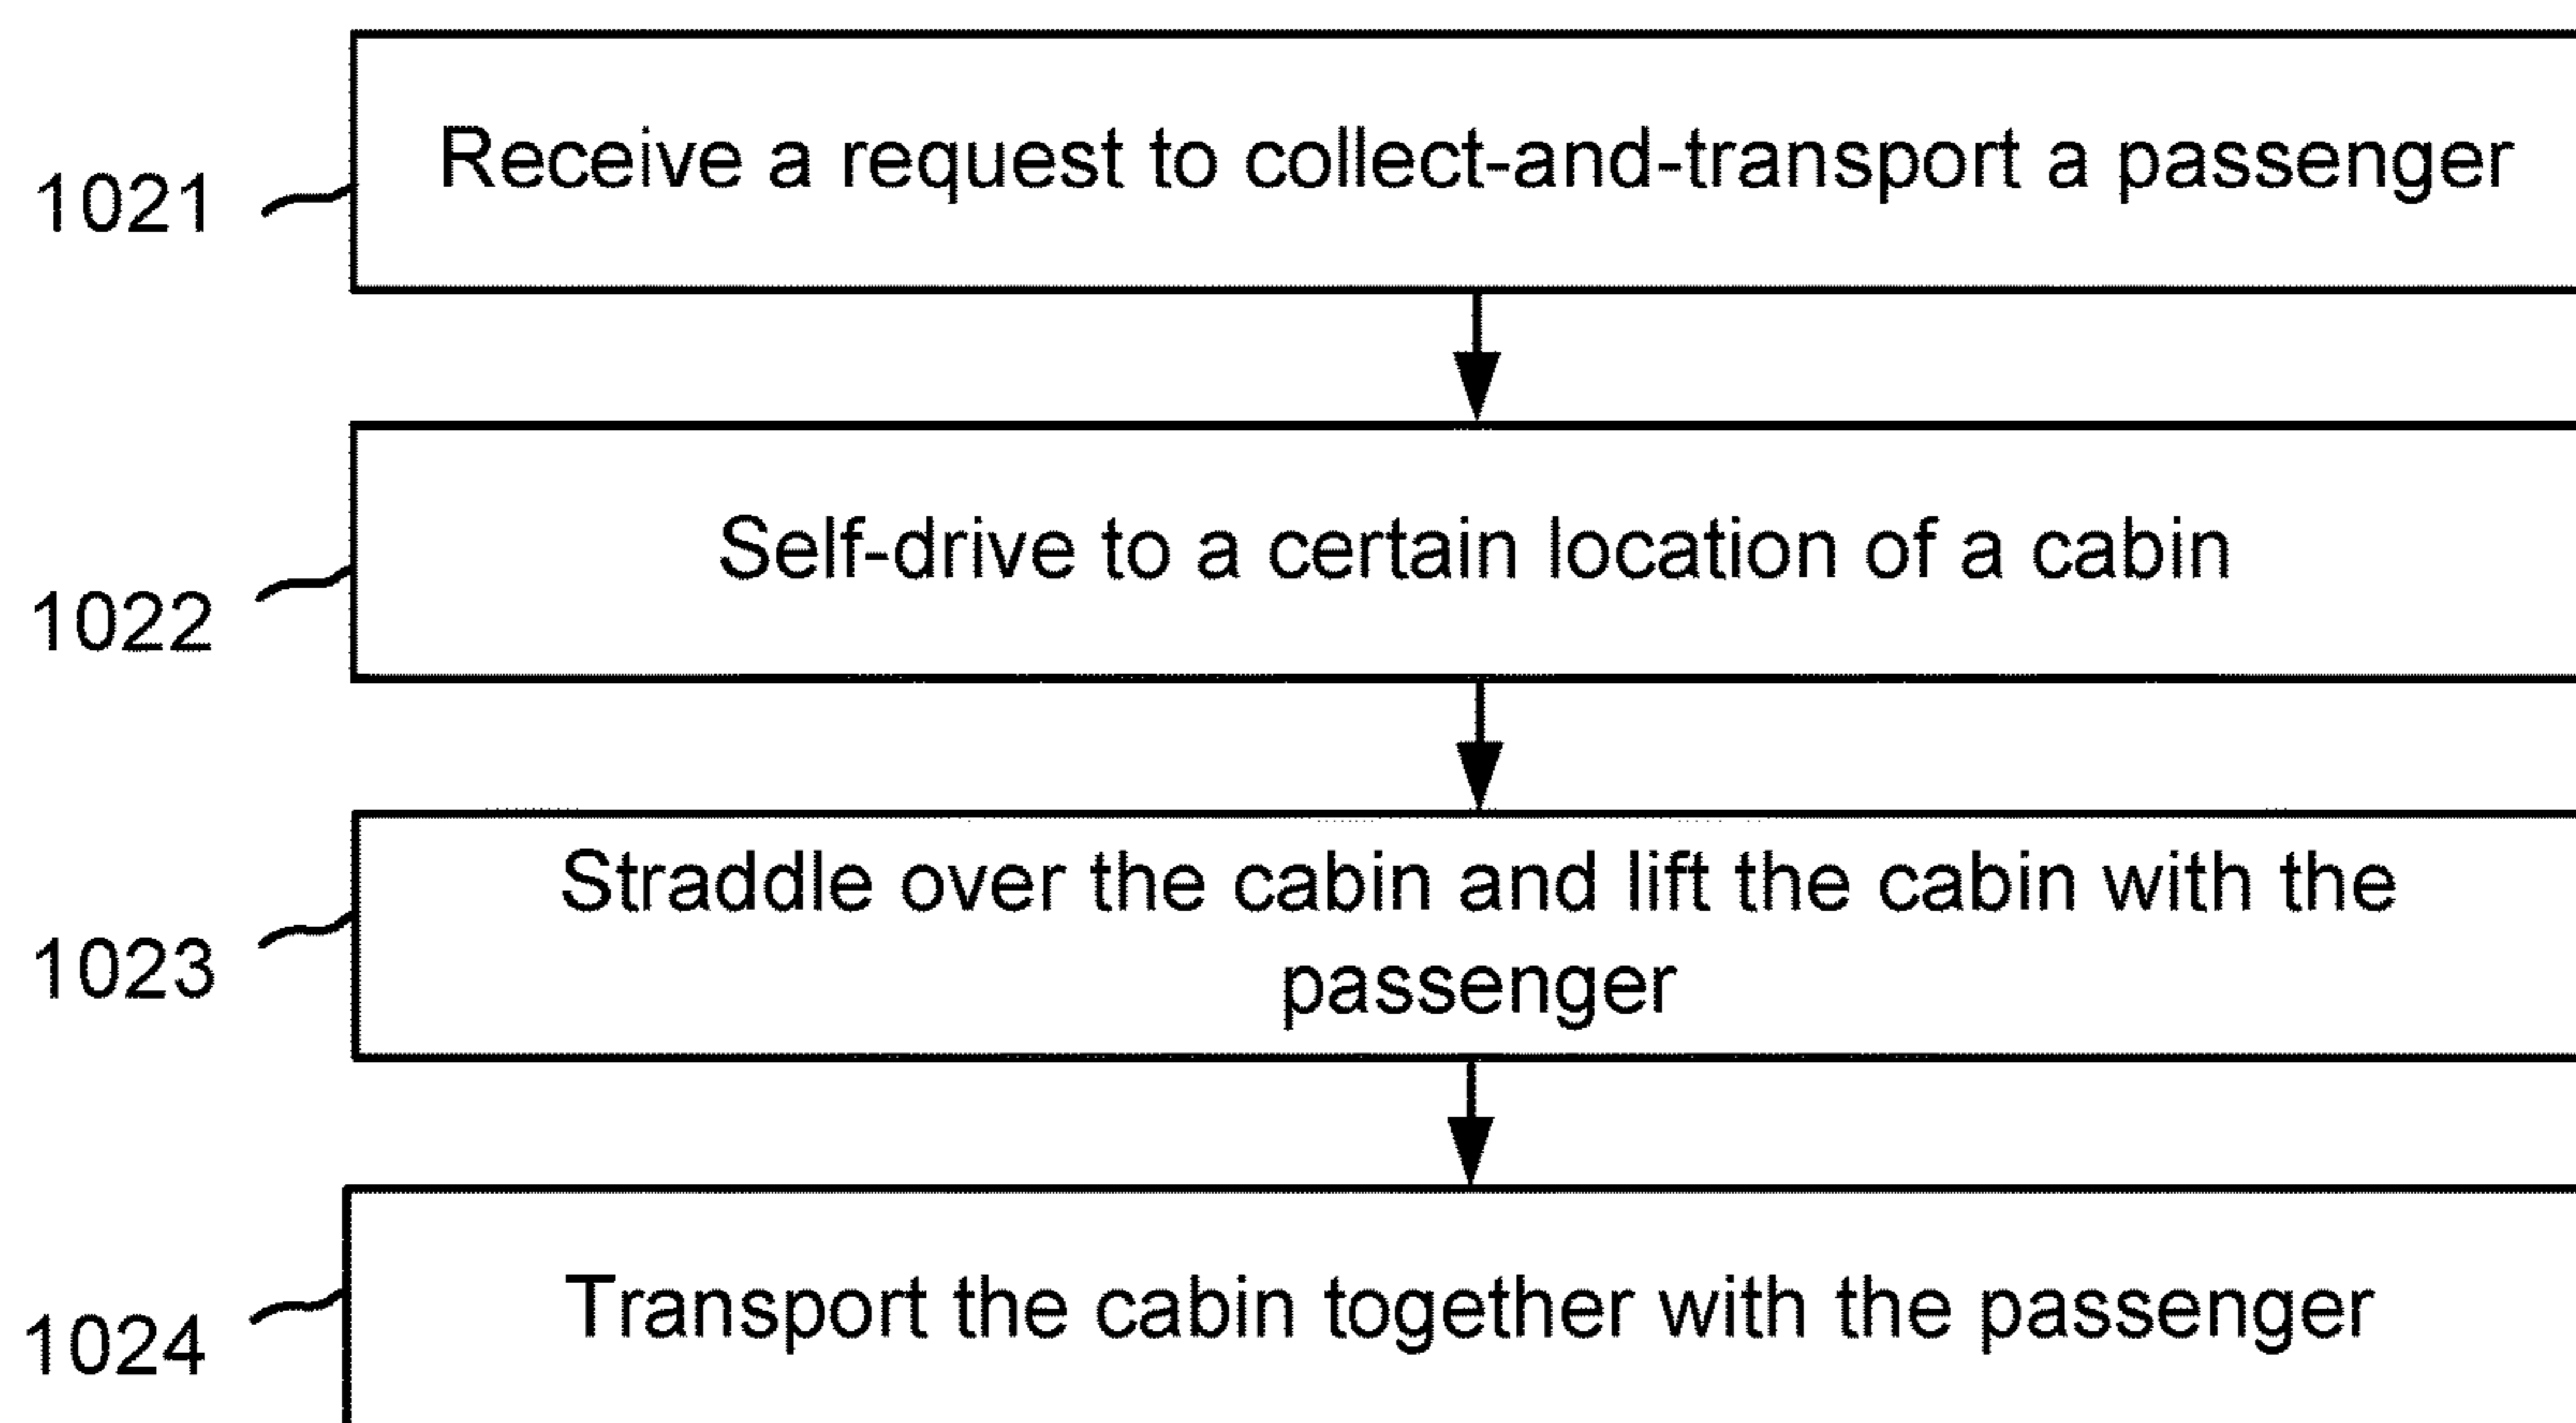 Receive a request to collect-and-transport a passenger
1021
Self-drive to a certain location of a cabin
1022
Straddle over the cabin and lift the cabin with the
passenger
1023
Transport the cabin together with the passenger
1024